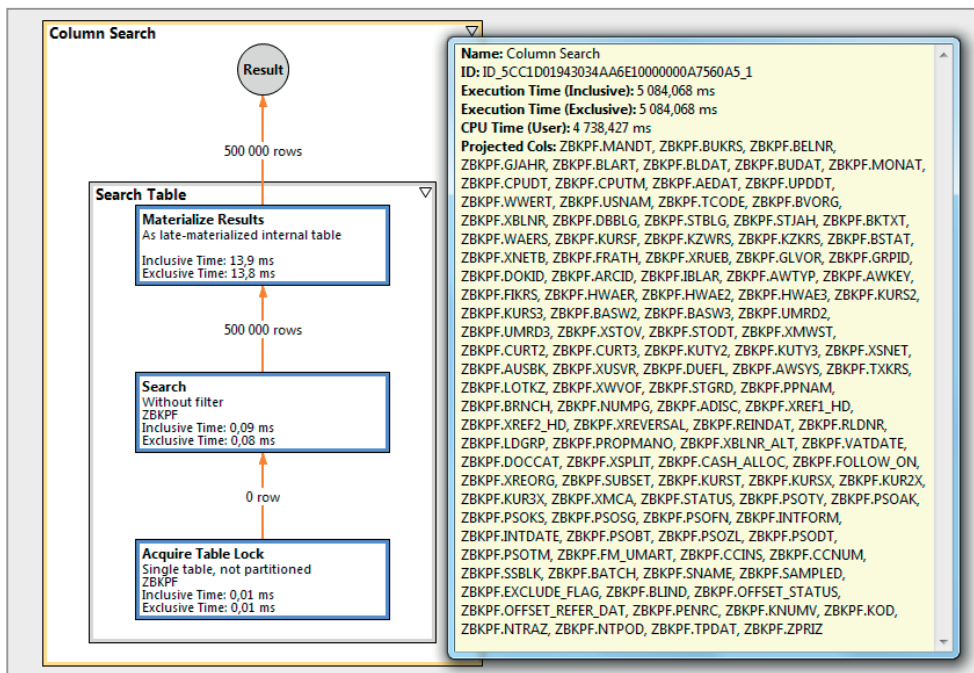 Column Search
Result
500 000 rows
Search Table
Materialize Results
As late-materialized internal table
Inclusive Time: 13,9 ms
Exclusive Time: 13,8 ms
500 000 rows
Search
Without filter
ZBKPF
Inclusive Time: 0,09 ms
Exclusive Time: 0,08 ms
0 row
Acquire Table Lock
Single table, not partitioned
ZBKPF
Inclusive Time: 0,01 ms
Exclusive Time: 0,01 ms
Name: Column Search
ID: ID_5CC1D01943034AA6E10000000A7560A5_1
Execution Time (Inclusive): 5 084,068 ms
Execution Time (Exclusive): 5 084,068 ms
CPU Time (User): 4 738,427 ms
Projected Cols: ZBKPF.MANDT, ZBKPF.BUKRS, ZBKPF.BELNR,
ZBKPF.GJAHR, ZBKPF.BLART, ZBKPF.BLDAT, ZBKPF.BUDAT, ZBKPF.MONAT,
ZBKPF.CPUDT, ZBKPF.CPUTM, ZBKPF.AEDAT, ZBKPF.UPDDT,
ZBKPF.WWERT, ZBKPF.USNAM, ZBKPF.TCODE, ZBKPF.BVORG,
ZBKPF.XBLNR, ZBKPF.DBBLG, ZBKPF.STBLG, ZBKPF.STJAH, ZBKPF.BKTXT,
ZBKPF.WAERS, ZBKPF.KURSF, ZBKPF.KZWRS, ZBKPF.KZKRS, ZBKPF.BSTAT,
ZBKPF.XNETB, ZBKPF.FRATH, ZBKPF.XRUEB, ZBKPF.GLVOR, ZBKPF.GRPID,
ZBKPF.DOKID, ZBKPF.ARCID, ZBKPF.IBLAR, ZBKPF.AWTYP, ZBKPF.AWKEY,
ZBKPF.FIKRS, ZBKPF.HWAER, ZBKPF.HWAE2, ZBKPF.HWAE3, ZBKPF.KURS2,
ZBKPF.KURS3, ZBKPF.BASW2, ZBKPF.BASW3, ZBKPF.UMRD2,
ZBKPF.UMRD3, ZBKPF.XSTOV, ZBKPF.STODT, ZBKPF.XMWST,
ZBKPF.CURT2, ZBKPF.CURT3, ZBKPF.KUTY2, ZBKPF.KUTY3, ZBKPF.XSNET,
ZBKPF.AUSBK, ZBKPF.XUSVR, ZBKPF.DUEFL, ZBKPF.AWSYS, ZBKPF.TXKRS,
ZBKPF.LOTKZ, ZBKPF.XWVOF, ZBKPF.STGRD, ZBKPF.PPNAM,
ZBKPF.BRNCH, ZBKPF.NUMPG, ZBKPF.ADISC, ZBKPF.XREF1_HD,
ZBKPF.XREF2_HD, ZBKPF.XREVERSAL, ZBKPF.REINDAT, ZBKPF.RLDNR,
ZBKPF.LDGRP, ZBKPF.PROPMANO, ZBKPF.XBLNR_ALT, ZBKPF.VATDATE,
ZBKPF.DOCCAT, ZBKPF.XSPLIT, ZBKPF.CASH_ALLOC, ZBKPF.FOLLOW_ON,
ZBKPF.XREORG, ZBKPF.SUBSET, ZBKPF.KURST, ZBKPF.KURSX, ZBKPF.KUR2X,
ZBKPF.KUR3X, ZBKPF.XMCA, ZBKPF.STATUS, ZBKPF.PSOTY, ZBKPF.PSOAK,
ZBKPF.PSOKS, ZBKPF.PSOSG, ZBKPF.PSOFN, ZBKPF.INTFORM,
ZBKPF.INTDATE, ZBKPF.PSOBT, ZBKPF.PSOZL, ZBKPF.PSODT,
ZBKPF.PSOTM, ZBKPF.FM_UMART, ZBKPF.CCINS, ZBKPF.CCNUM,
ZBKPF.SSBLK, ZBKPF.BATCH, ZBKPF.SNAME, ZBKPF.SAMPLED,
ZBKPF.EXCLUDE_FLAG, ZBKPF.BLIND, ZBKPF.OFFSET_STATUS,
ZBKPF.OFFSET_REFER_DAT, ZBKPF.PENRC, ZBKPF.KNUMV, ZBKPF.KOD,
ZBKPF.NTRAZ, ZBKPF.NTPOD, ZBKPF.TPDAT, ZBKPF.ZPRIZ